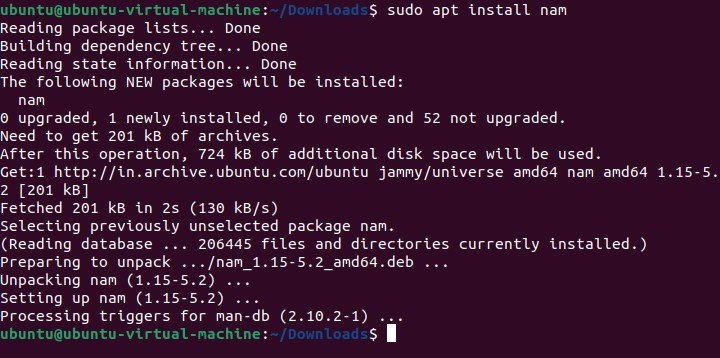 ubuntu@ubuntu-virtual-machine:~/Downloads$ sudo apt install nam
Reading package lists... Done
Building dependency tree... Done
Reading state information... Done
The following NEW packages will be installed:
  nam
0 upgraded, 1 newly installed, 0 to remove and 52 not upgraded.
Need to get 201 kB of archives.
After this operation, 724 kB of additional disk space will be used.
Get:1 http://in.archive.ubuntu.com/ubuntu jammy/universe amd64 nam amd64 1.15-5.
2 [201 kB]
Fetched 201 kB in 2s (130 kB/s)
Selecting previously unselected package nam.
(Reading database ... 206445 files and directories currently installed.)
Preparing to unpack .../nam_1.15-5.2_amd64.deb ...
Unpacking nam (1.15-5.2) ...
Setting up nam (1.15-5.2) ...
Processing triggers for man-db (2.10.2-1) ...
ubuntu@ubuntu-virtual-machine:~/Downloads$